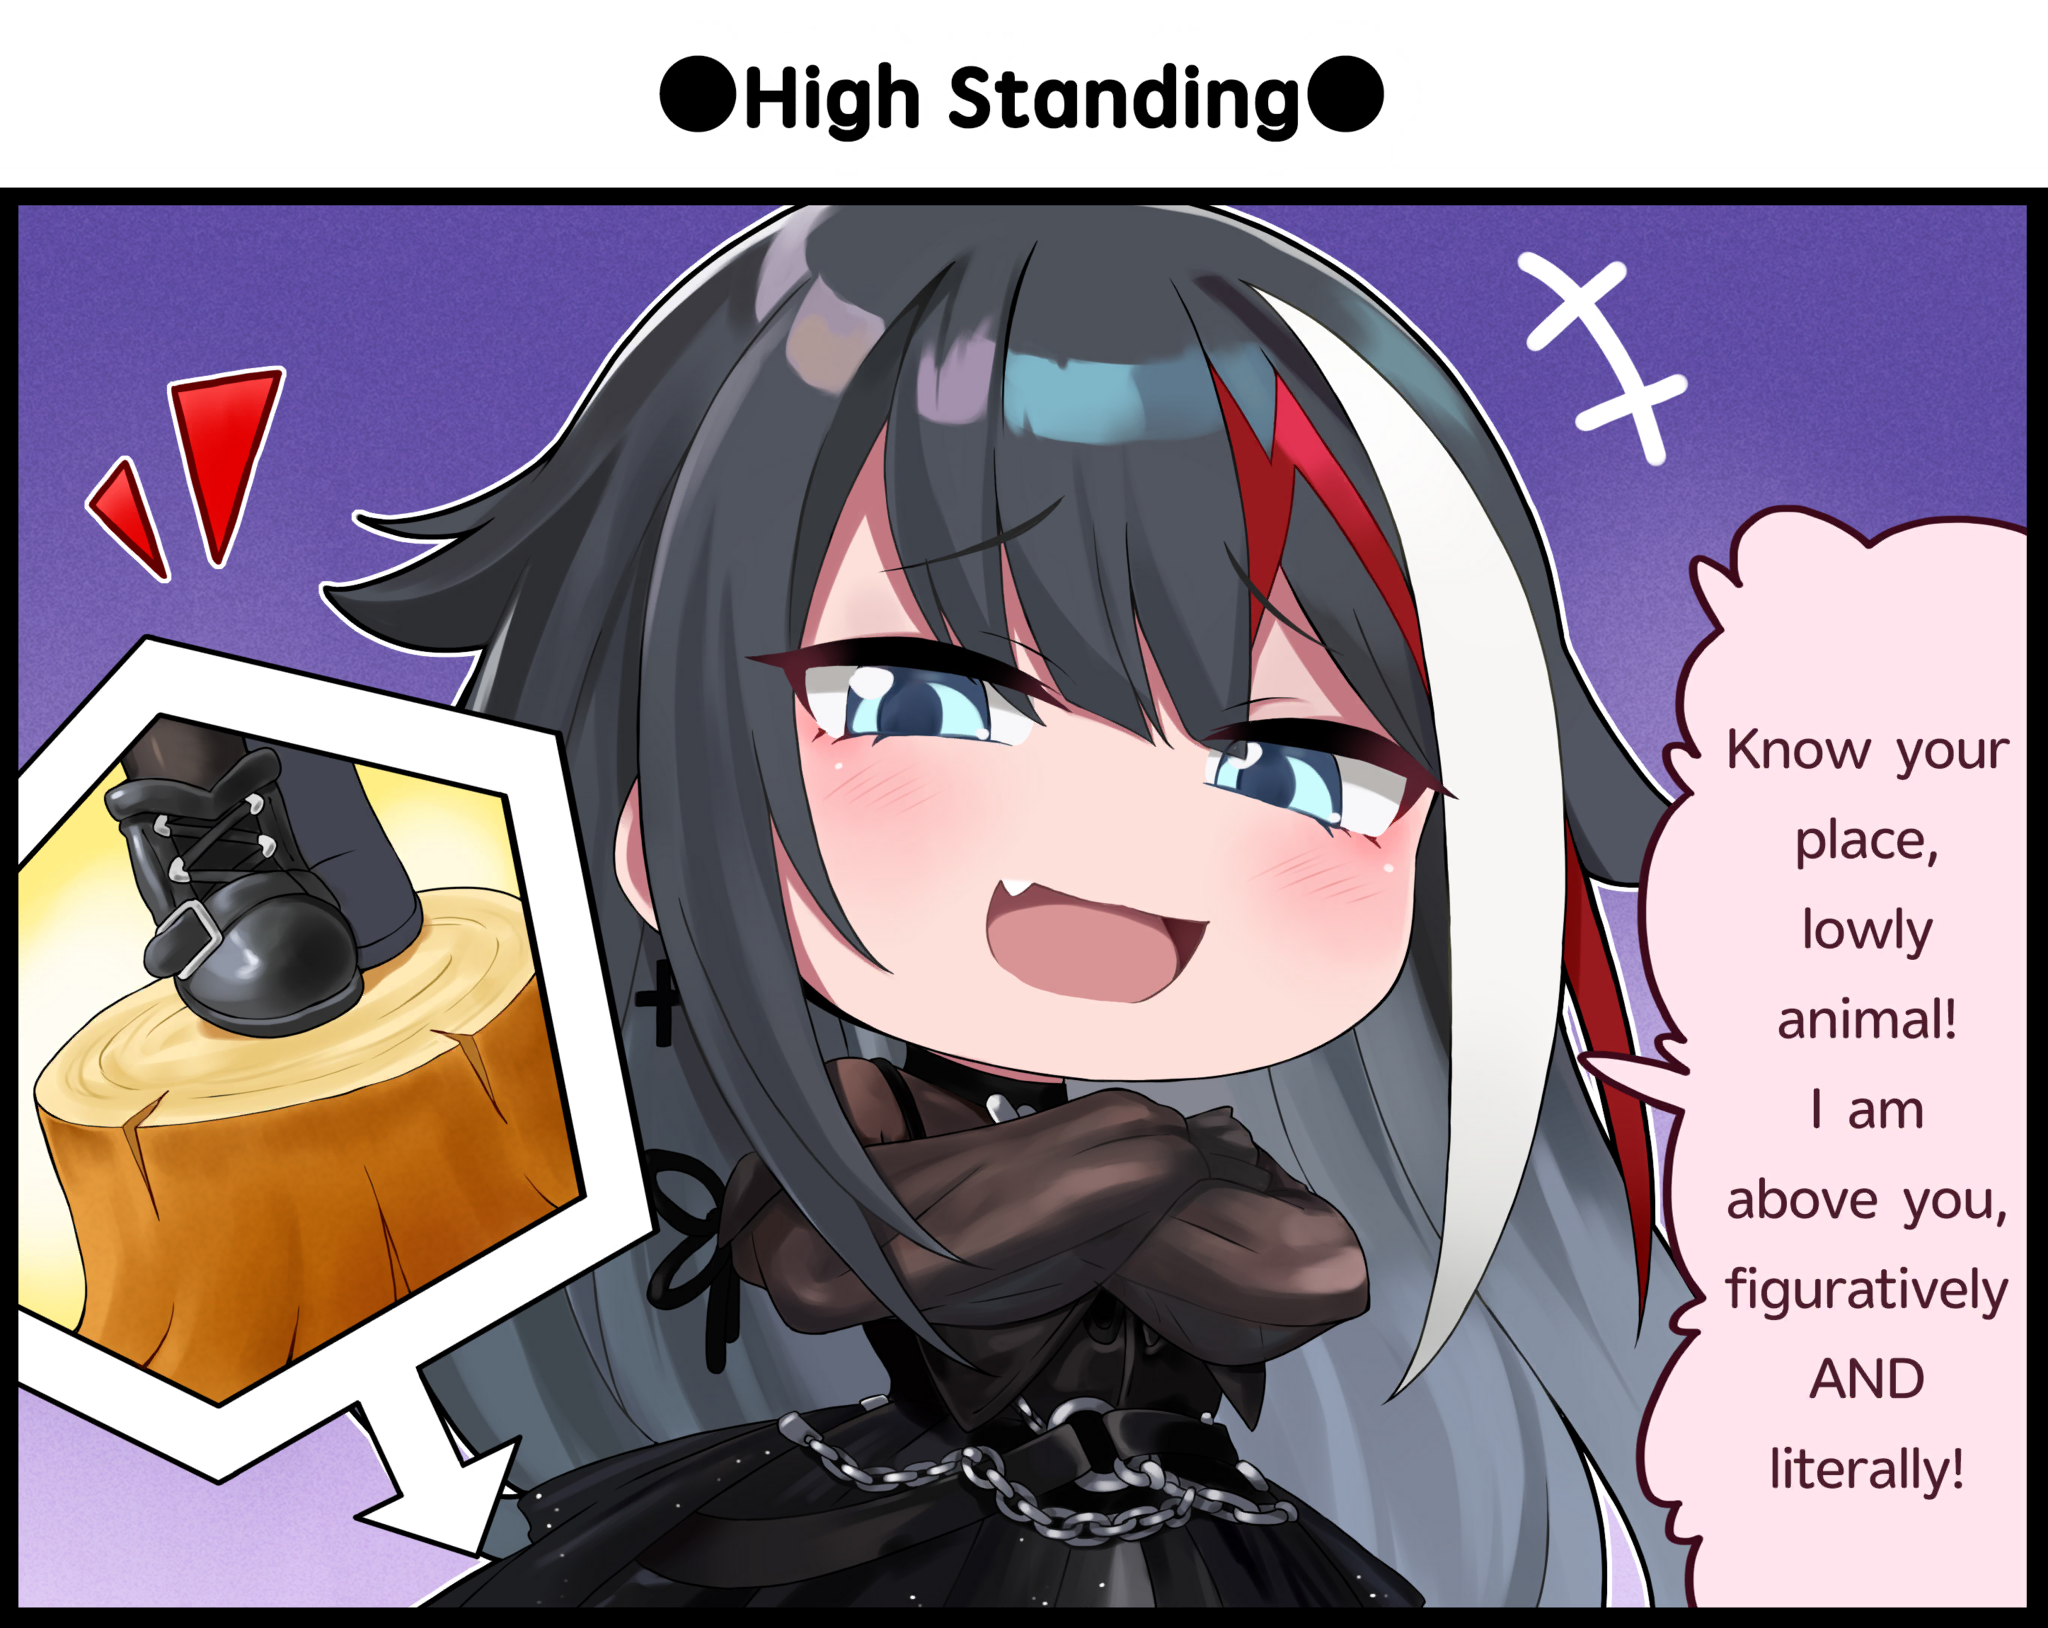 ●High Standing●
Know your
place,
lowly
animal!
I am
above you,
figuratively
AND
literally!